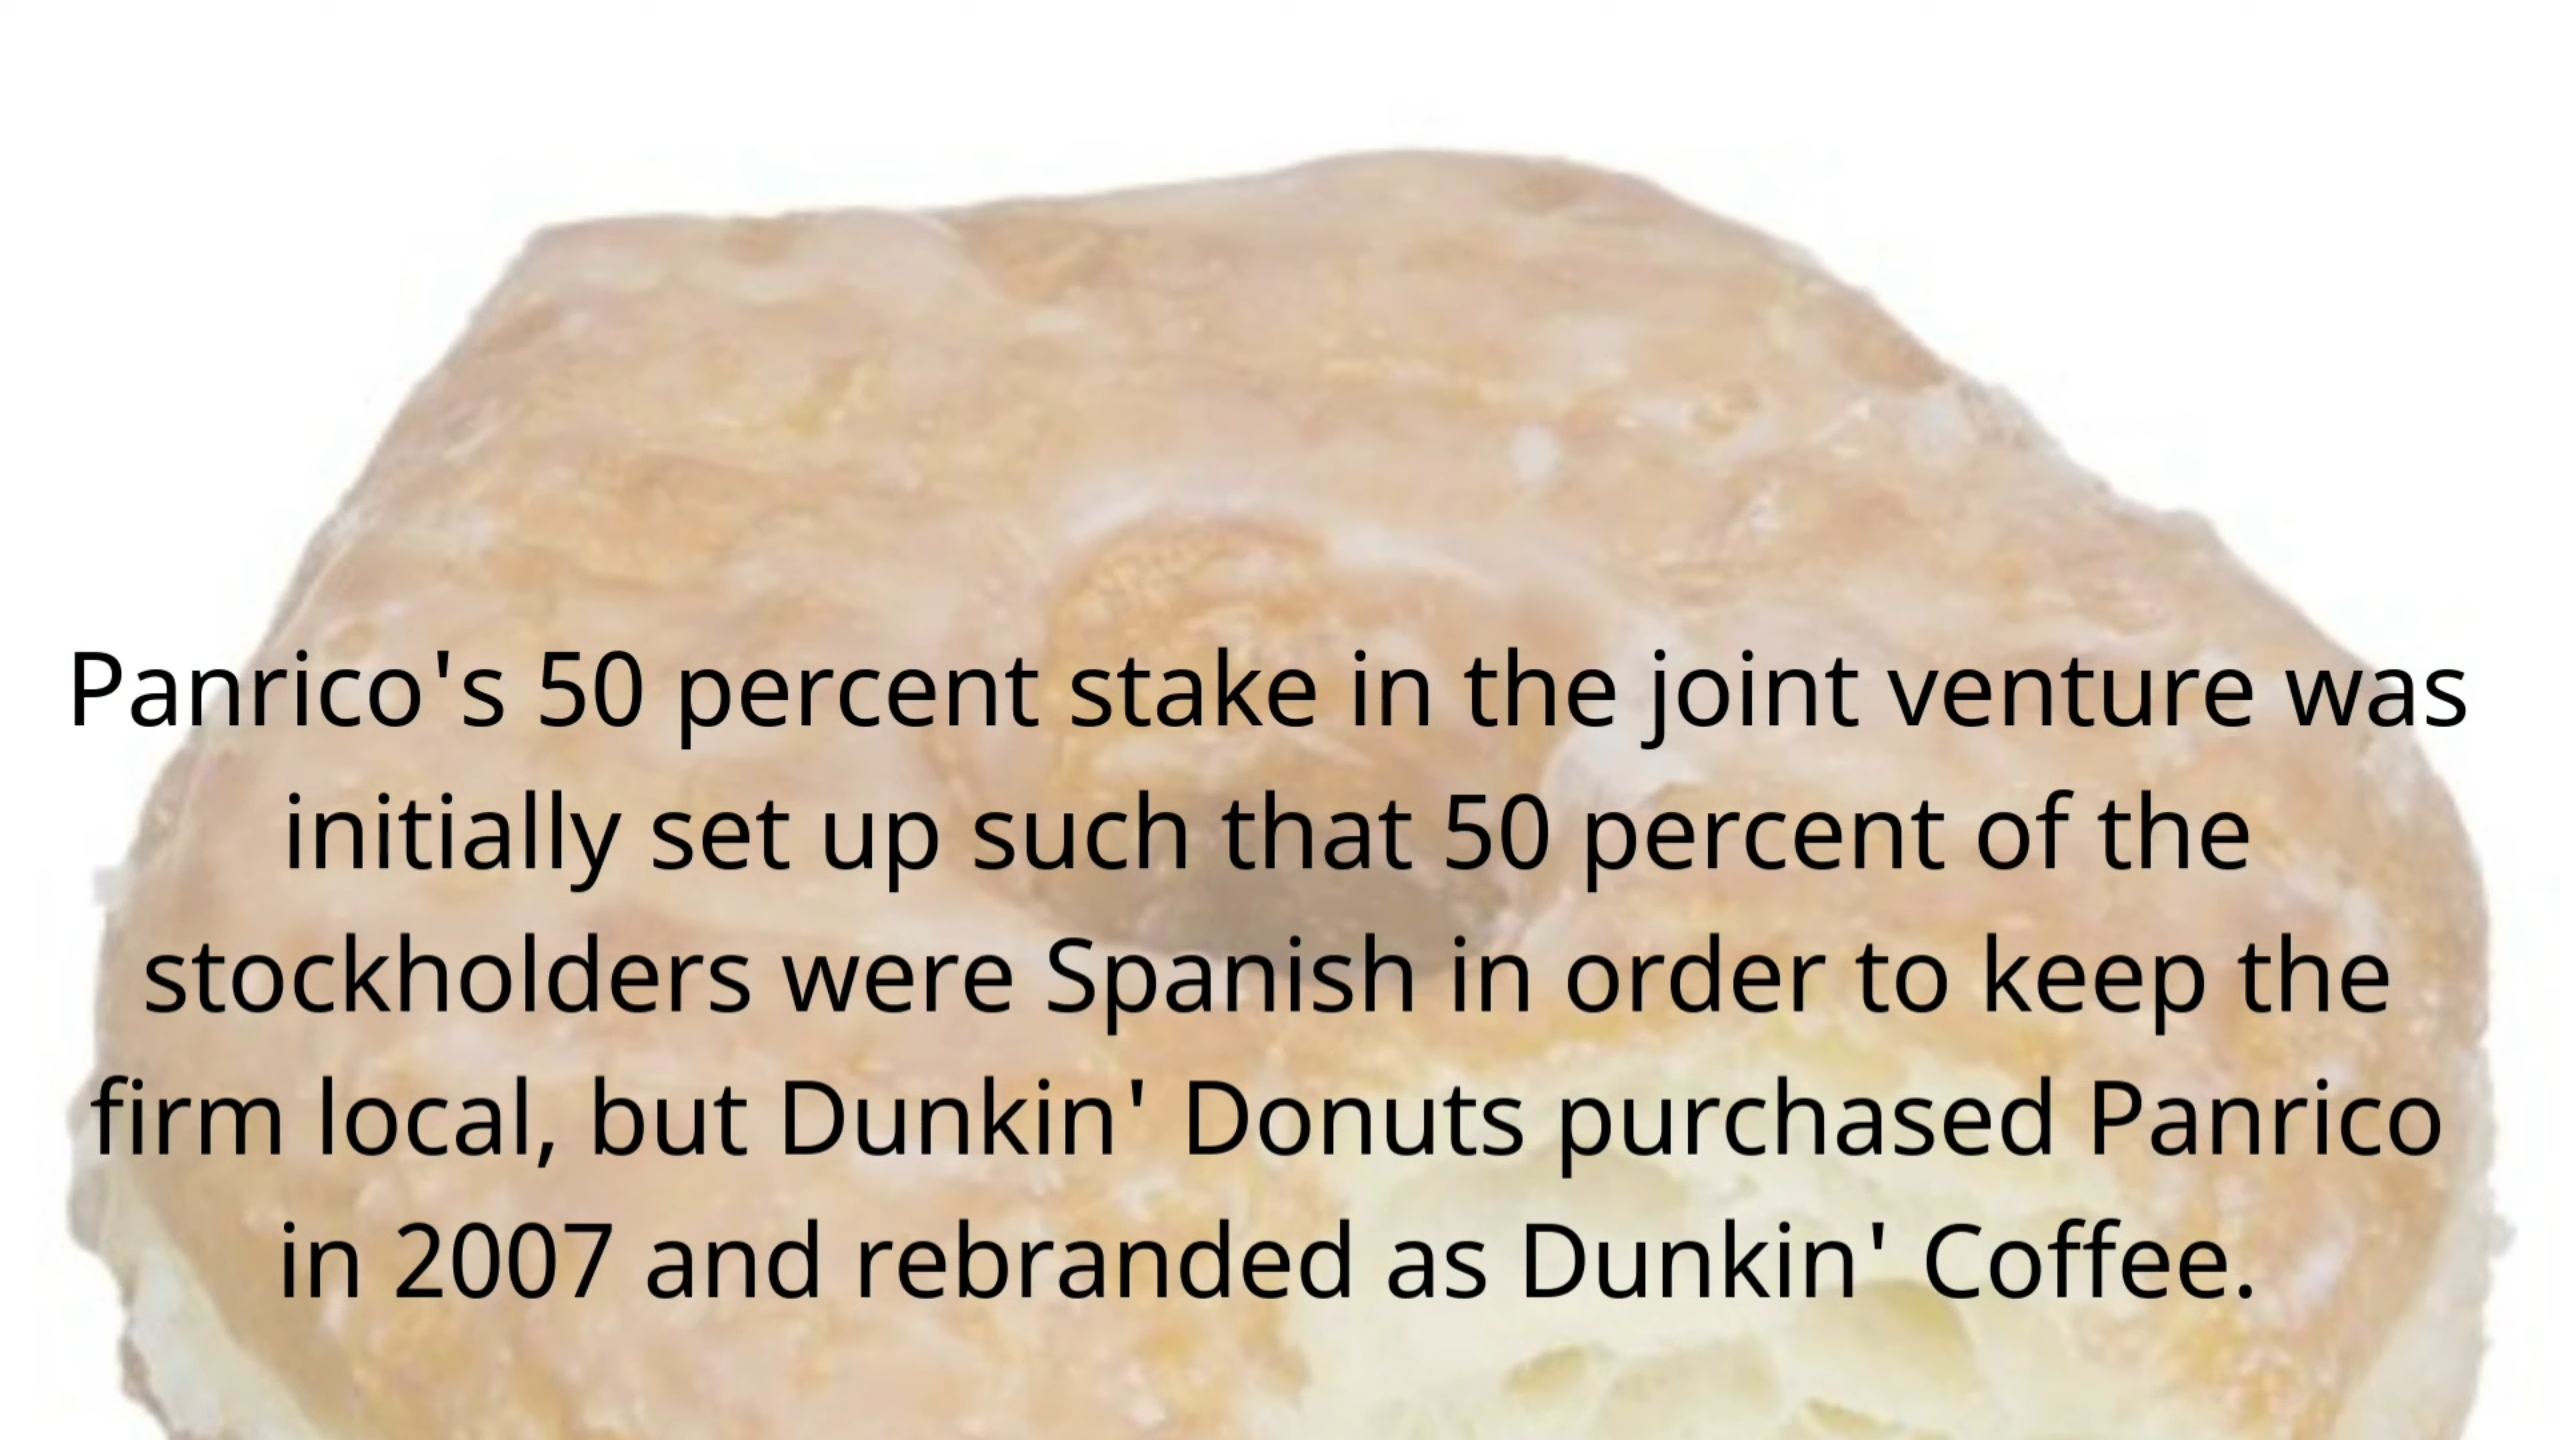 Panrico's 50 percent stake in the joint venture was
initially set up such that 50 percent of the
stockholders were Spanish in order to keep the
firm local, but Dunkin' Donuts purchased Panrico
in 2007 and rebranded as Dunkin' Coffee.